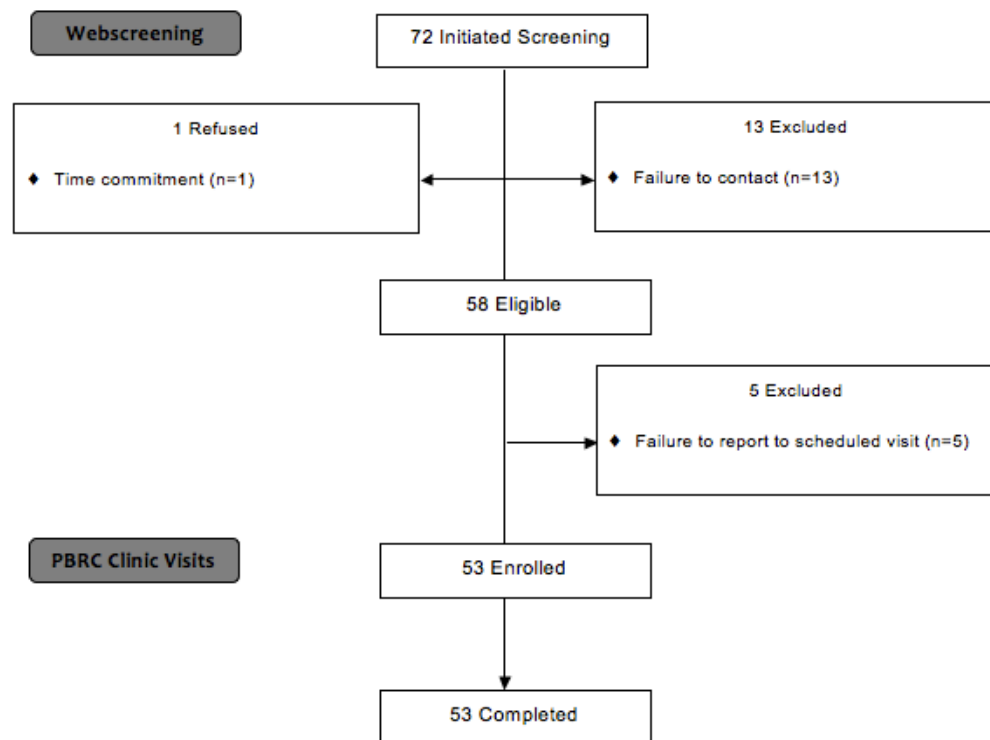 Webscreening
72 Initiated Screening
1 Refused
♦ Time commitment (n=1)
13 Excluded
♦ Failure to contact (n=13)
58 Eligible
5 Excluded
♦ Failure to report to scheduled visit (n=5)
PBRC Clinic Visits
53 Enrolled
53 Completed